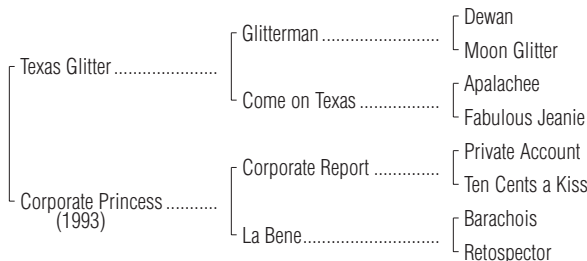 Dewan
Glitterman
Moon Glitter
Texas Glitter
Apalachee
Come on Texas
Fabulous Jeanie
Private Account
Corporate Report
Ten Cents a Kiss
Corporate Princess
(1993)
Barachois
La Bene
Retospector